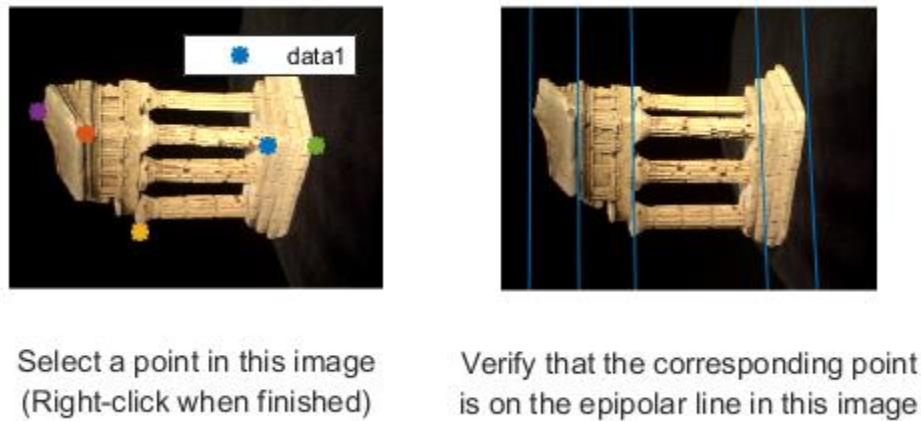 data1
Select a point in this image
(Right-click when finished)
Verify that the corresponding point
is on the epipolar line in this image